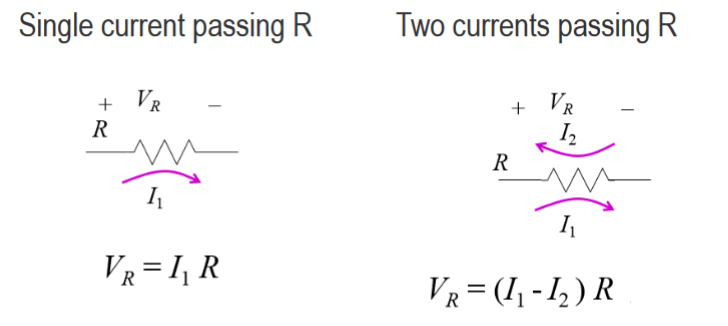 Single current passing R
+ V_R −
R
I_1
V_R = I_1 R
Two currents passing R
+ V_R −
I_2
R
I_1
V_R = (I_1 - I_2) R